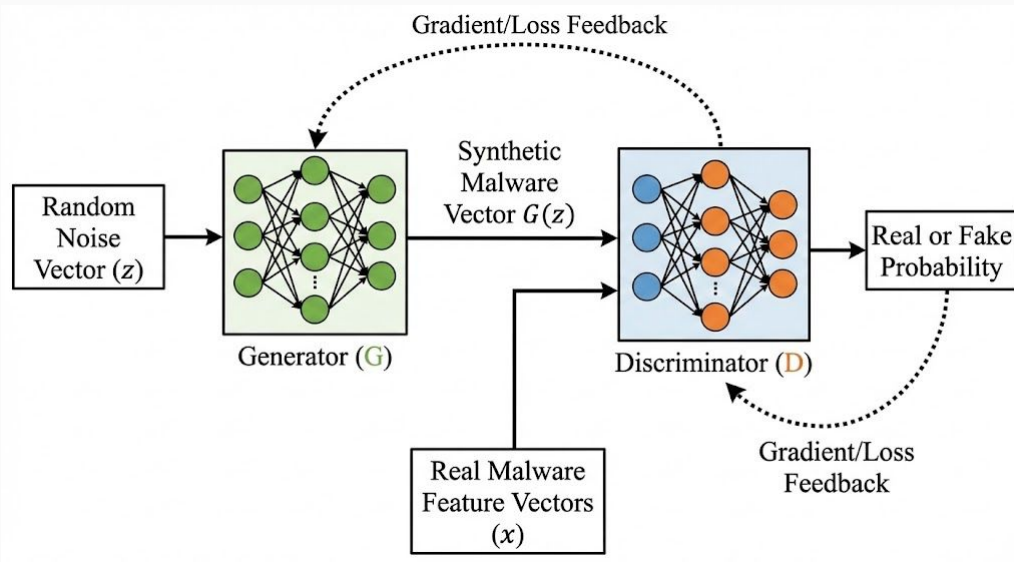 Gradient/Loss Feedback
Random
Noise
Vector (z)
Synthetic
Malware
Vector G(z)
Real or Fake
Probability
Generator (G)
Discriminator (D)
Real Malware
Feature Vectors
(x)
Gradient/Loss
Feedback